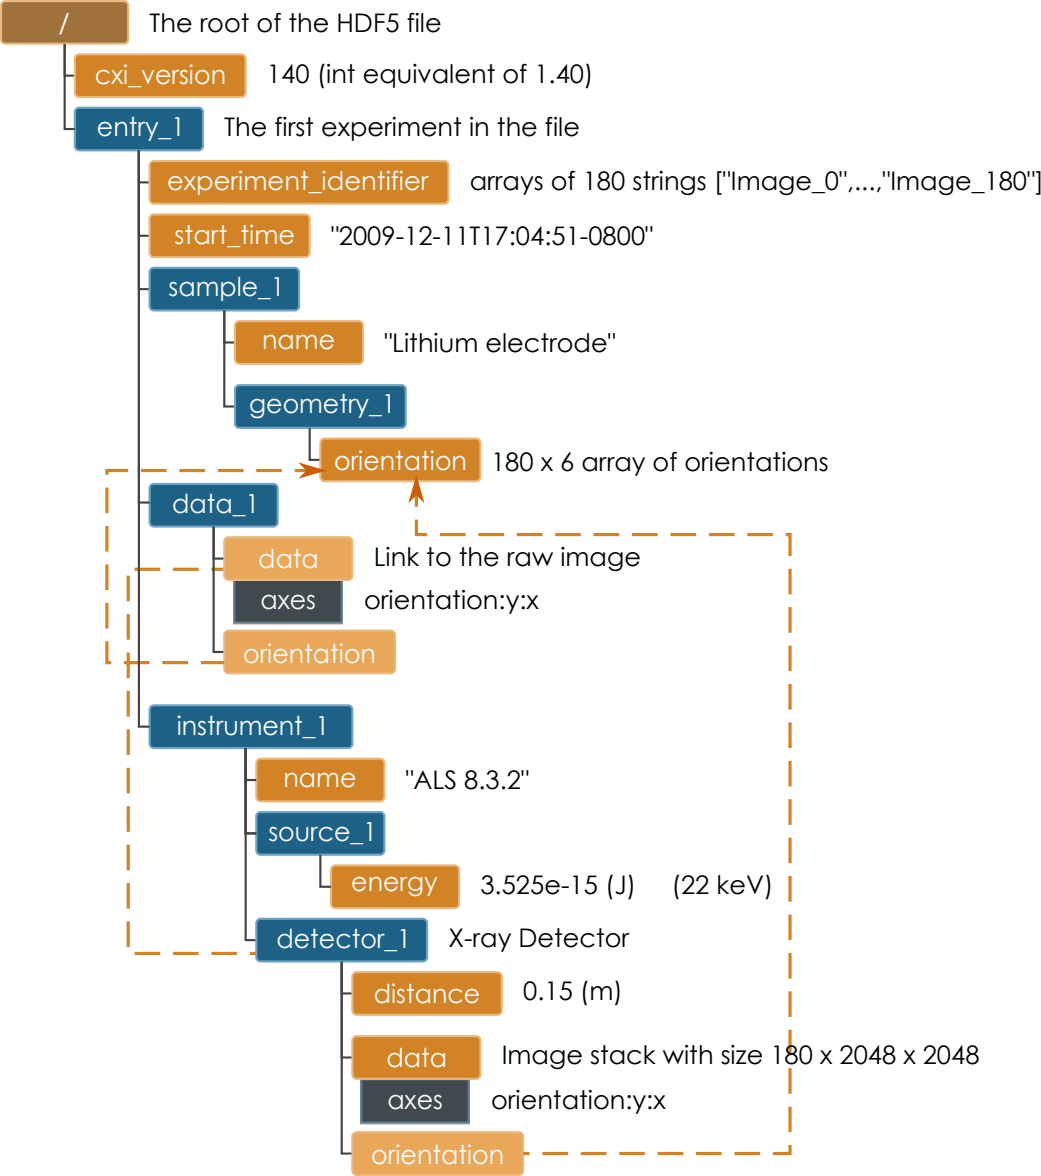 / The root of the HDF5 file
cxi_version 140 (int equivalent of 1.40)
entry_1 The first experiment in the file
experiment_identifier arrays of 180 strings ["Image_0",...,"Image_180"]
start_time "2009-12-11T17:04:51-0800"
sample_1
name "Lithium electrode"
geometry_1
orientation 180 x 6 array of orientations
data_1
data Link to the raw image
axes orientation:y:x
orientation
instrument_1
name "ALS 8.3.2"
source_1
energy 3.525e-15 (J) (22 keV)
detector_1 X-ray Detector
distance 0.15 (m)
data Image stack with size 180 x 2048 x 2048
axes orientation:y:x
orientation